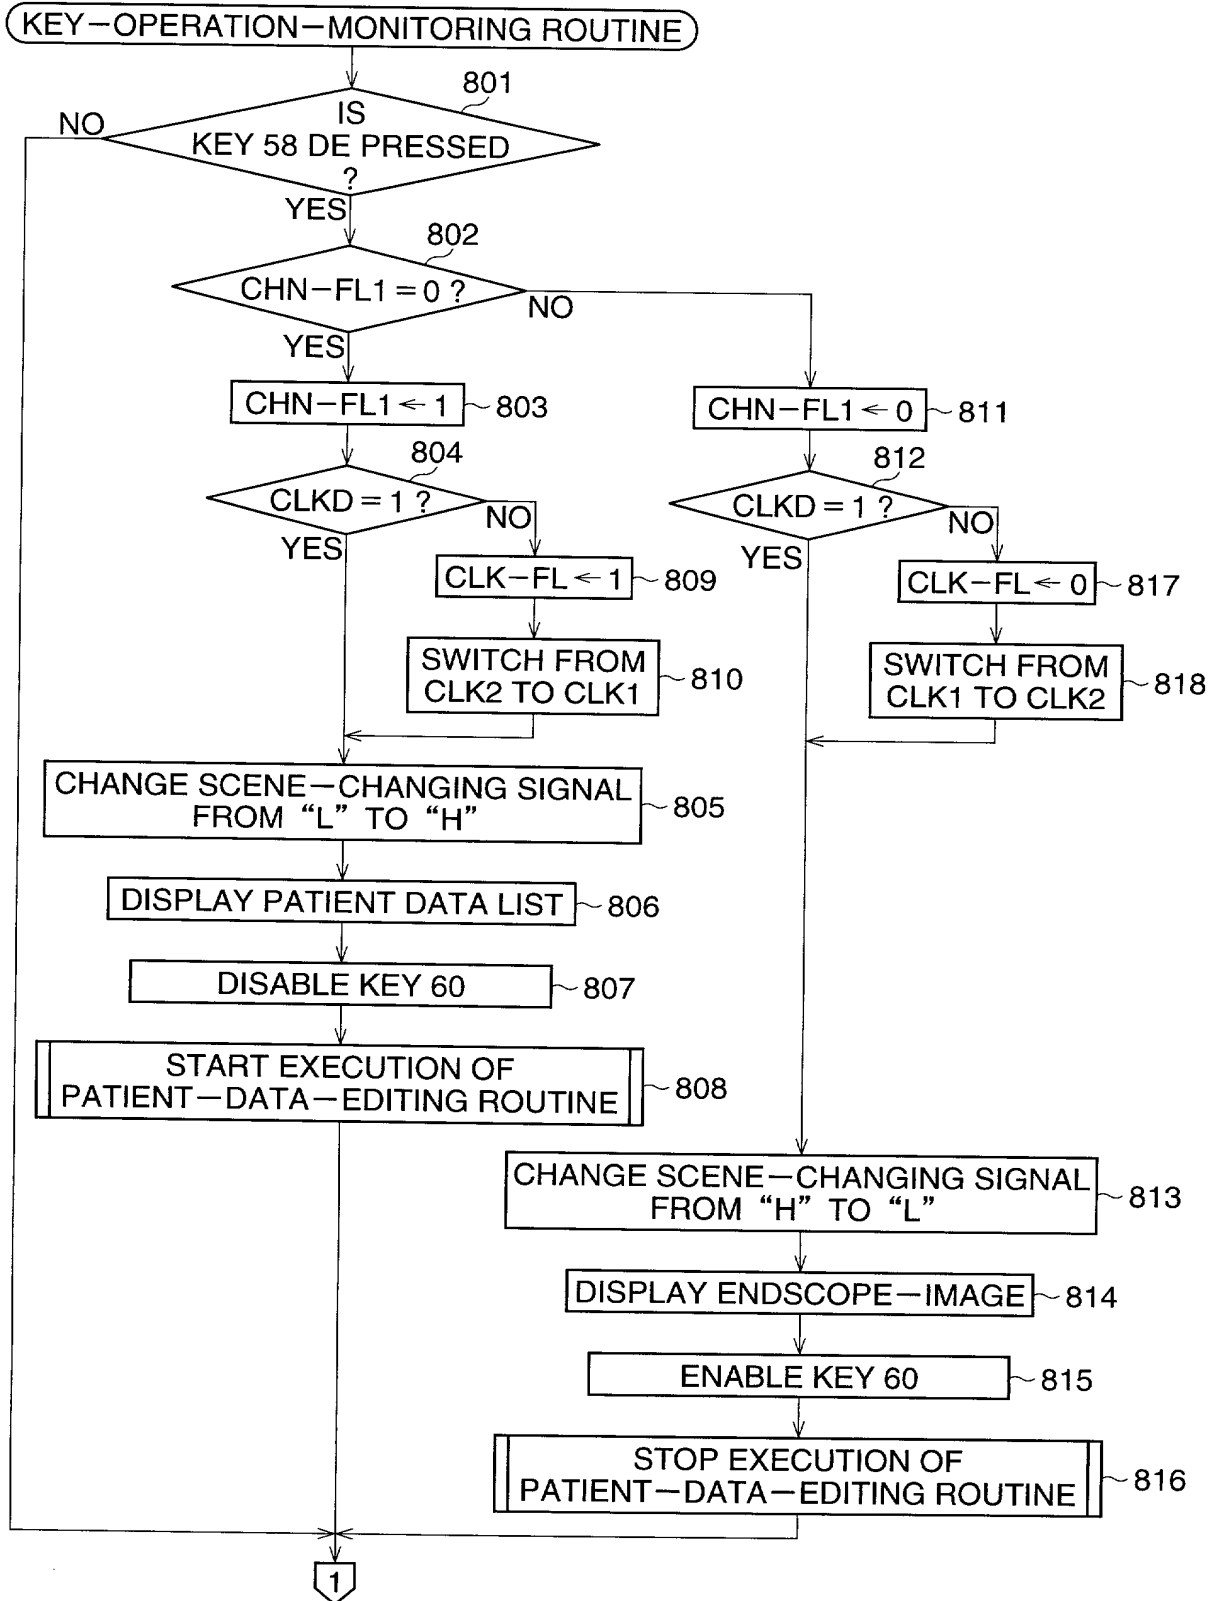 KEY-OPERATION-MONITORING ROUTINE
801
IS
KEY 58 DE PRESSED
?
NO
YES
802
CHN-FL1 = 0 ?
NO
YES
CHN-FL1 ← 1
803
CHN-FL1 ← 0
811
804
CLKD = 1 ?
NO
YES
812
CLKD = 1 ?
NO
YES
CLK-FL ← 1
809
CLK-FL ← 0
817
SWITCH FROM
CLK2 TO CLK1
810
SWITCH FROM
CLK1 TO CLK2
818
CHANGE SCENE-CHANGING SIGNAL
FROM “L” TO “H”
805
DISPLAY PATIENT DATA LIST
806
DISABLE KEY 60
807
START EXECUTION OF
PATIENT-DATA-EDITING ROUTINE
808
CHANGE SCENE-CHANGING SIGNAL
FROM “H” TO “L”
813
DISPLAY ENDSCOPE-IMAGE
814
ENABLE KEY 60
815
STOP EXECUTION OF
PATIENT-DATA-EDITING ROUTINE
816
1